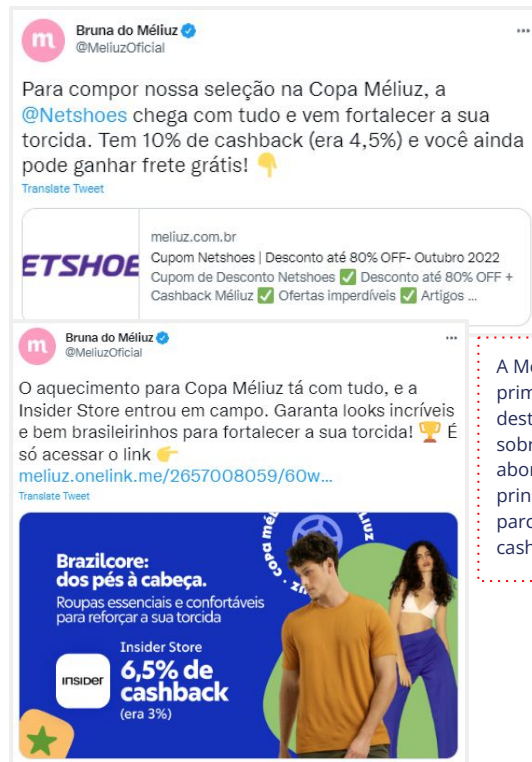 Bruna do Méliuz
@MeliuzOficial
Para compor nossa seleção na Copa Méliuz, a
@Netshoes chega com tudo e vem fortalecer a sua
torcida. Tem 10% de cashback (era 4,5%) e você ainda
pode ganhar frete grátis! 👇
Translate Tweet
ETSHOE
meliuz.com.br
Cupom Netshoes | Desconto até 80% OFF- Outubro 2022
Cupom de Desconto Netshoes ✅ Desconto até 80% OFF +
Cashback Méliuz ✅ Ofertas imperdíveis ✅ Artigos ...
Bruna do Méliuz
@MeliuzOficial
O aquecimento para Copa Méliuz tá com tudo, e a
Insider Store entrou em campo. Garanta looks incríveis
e bem brasileirinhos para fortalecer a sua torcida! 🏆 É
só acessar o link 👉
meliuz.onelink.me/2657008059/60w...
Translate Tweet
copa mé
LIUZ
Brazilcore:
dos pés à cabeça.
Roupas essenciais e confortáveis
para reforçar a sua torcida
INSIDER
Insider Store
6,5% de
cashback
(era 3%)
A M
prim
dest
sobr
abor
prin
parc
cash